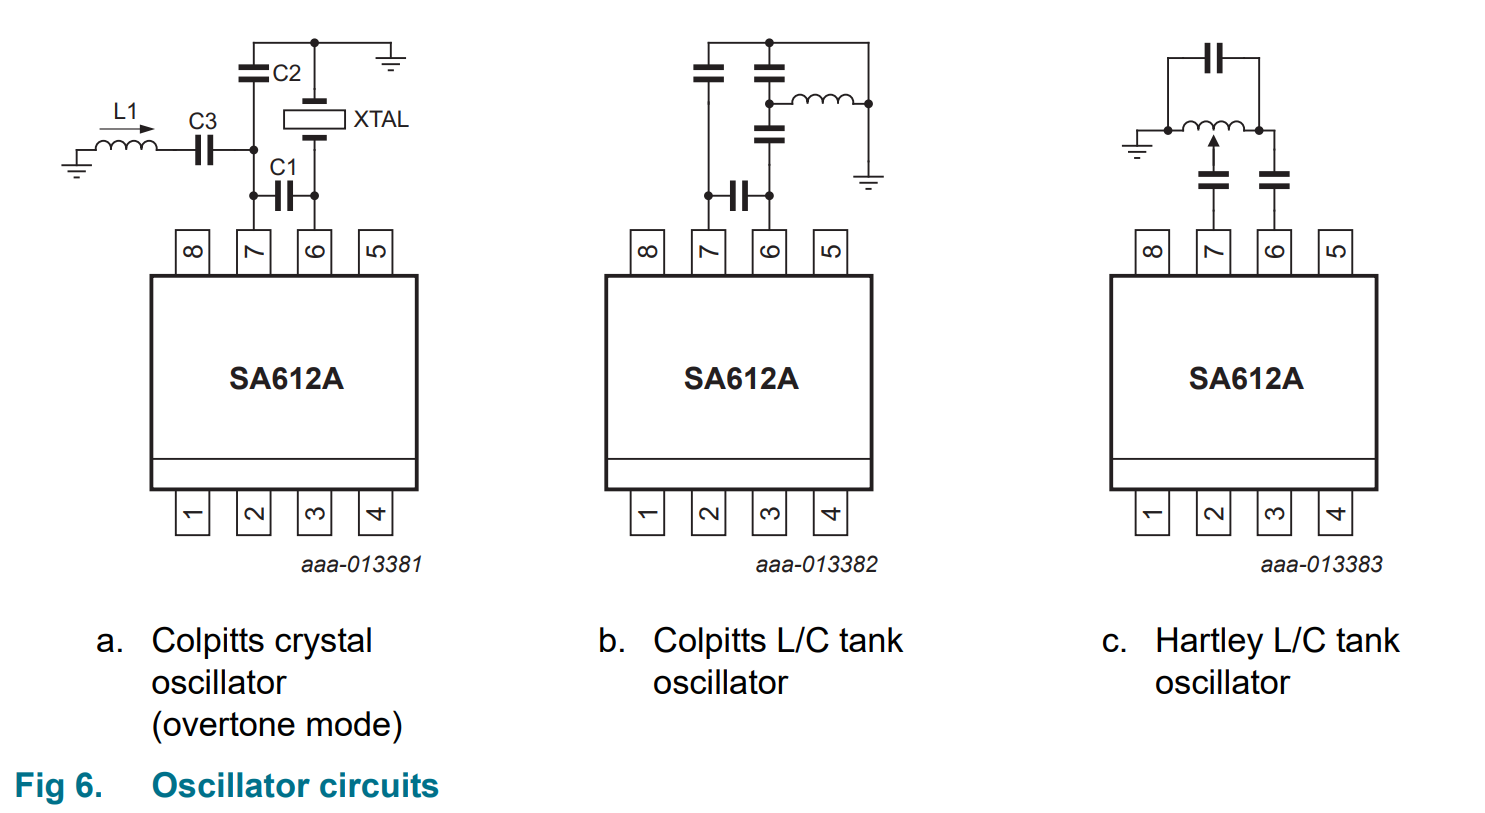 L1
C3
C2
XTAL
C1
8 7 6 5
SA612A
1 2 3 4
aaa-013381
8 7 6 5
SA612A
1 2 3 4
aaa-013382
8 7 6 5
SA612A
1 2 3 4
aaa-013383
a. Colpitts crystal
oscillator
(overtone mode)
b. Colpitts L/C tank
oscillator
c. Hartley L/C tank
oscillator
Fig 6. Oscillator circuits